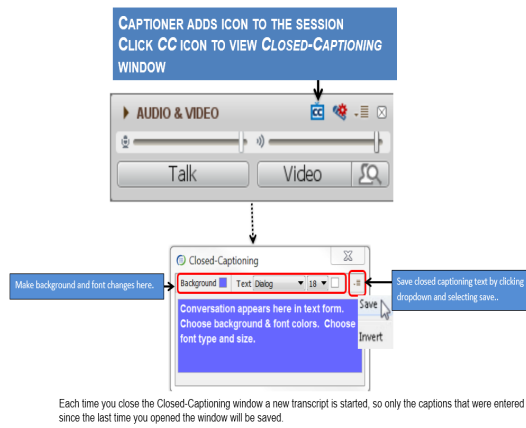 CAPTIONER ADDS ICON TO THE SESSION
CLICK CC ICON TO VIEW CLOSED-CAPTIONING
WINDOW
AUDIO & VIDEO
CC
Talk
Video
Closed-Captioning
Background Text Dialog 18
Make background and font changes here.
Save closed captioning text by clicking
dropdown and selecting save..
Save
Invert
Conversation appears here in text form.
Choose background & font colors. Choose
font type and size.
Each time you close the Closed-Captioning window a new transcript is started, so only the captions that were entered
since the last time you opened the window will be saved.